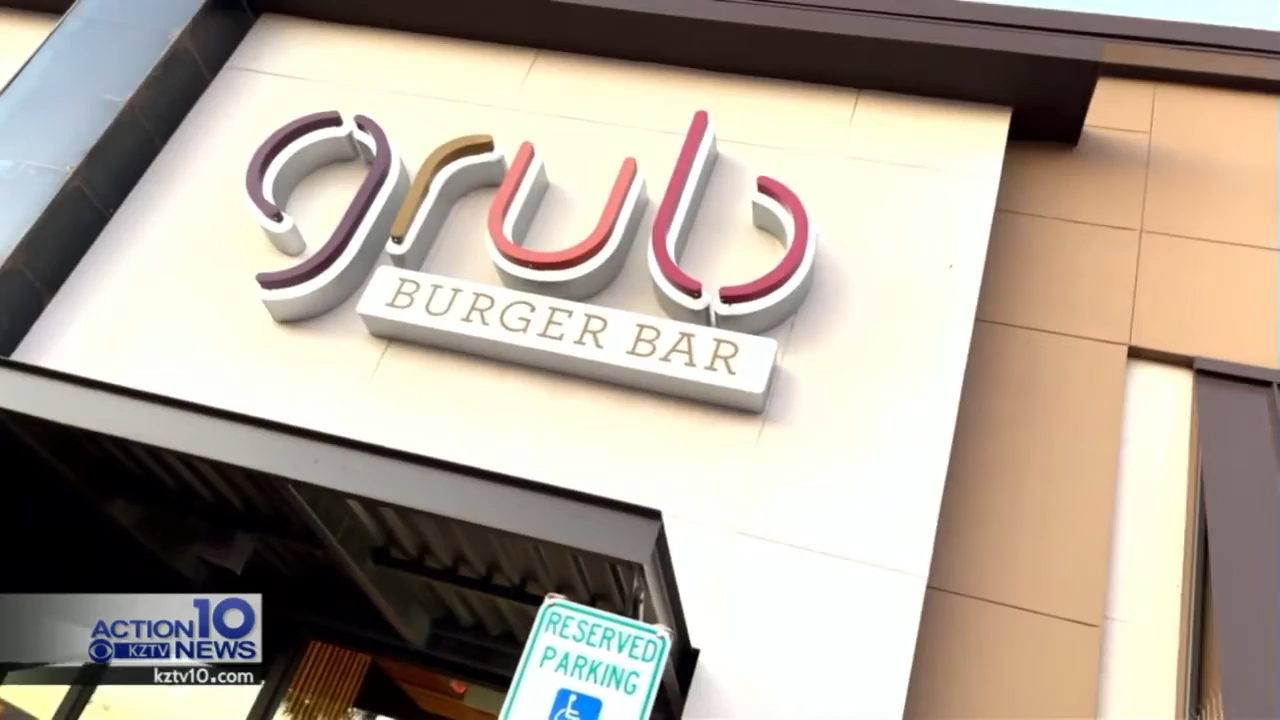 grub
BURGER BAR
RESERVED
PARKING
ACTION 10
KZTV NEWS
kztv10.com